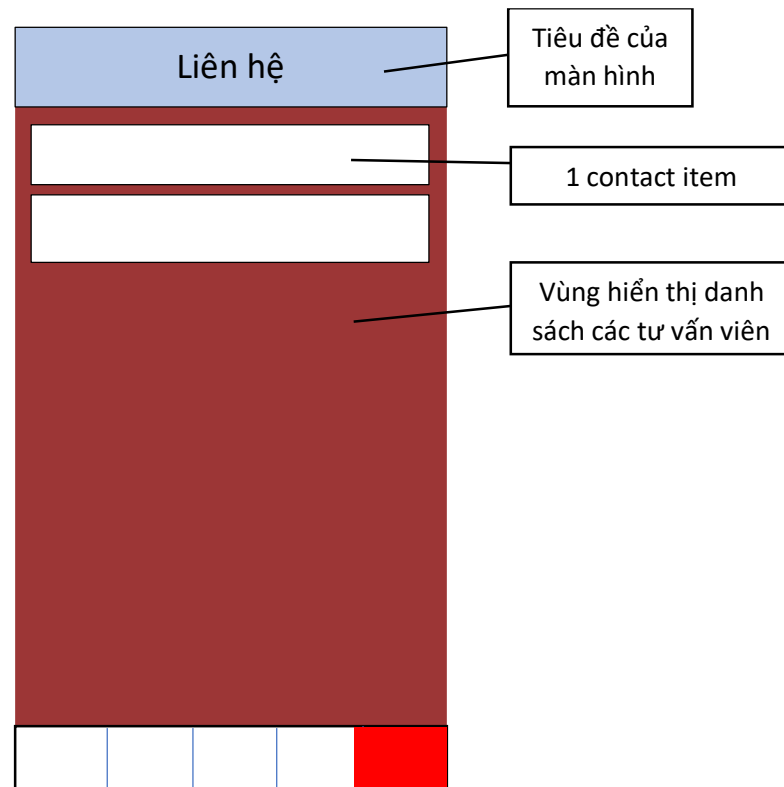 Liên hệ
Tiêu đề của
màn hình
1 contact item
Vùng hiển thị danh
sách các tư vấn viên